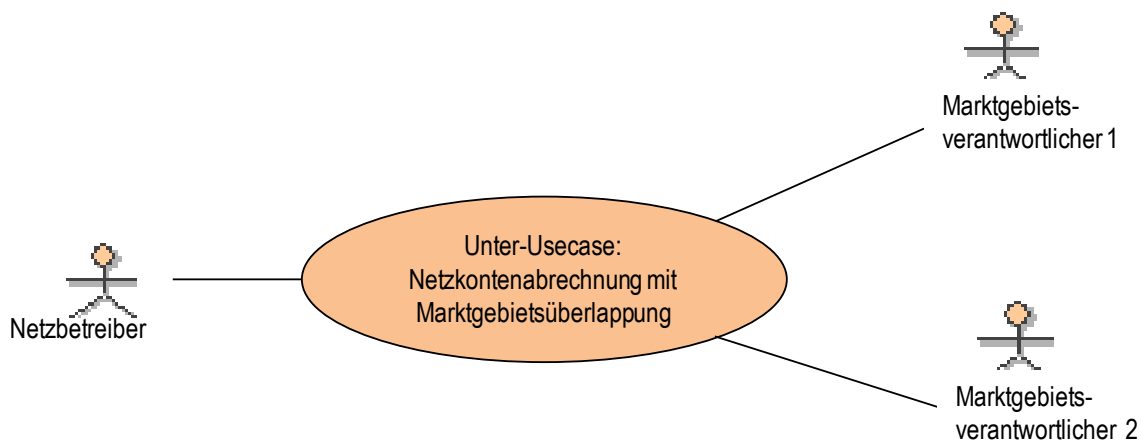 Marktgebiets-
verantwortlicher 1
Unter-Usecase:
Netzkontenabrechnung mit
Marktgebietsüberlappung
Netzbetreiber
Marktgebiets-
verantwortlicher 2